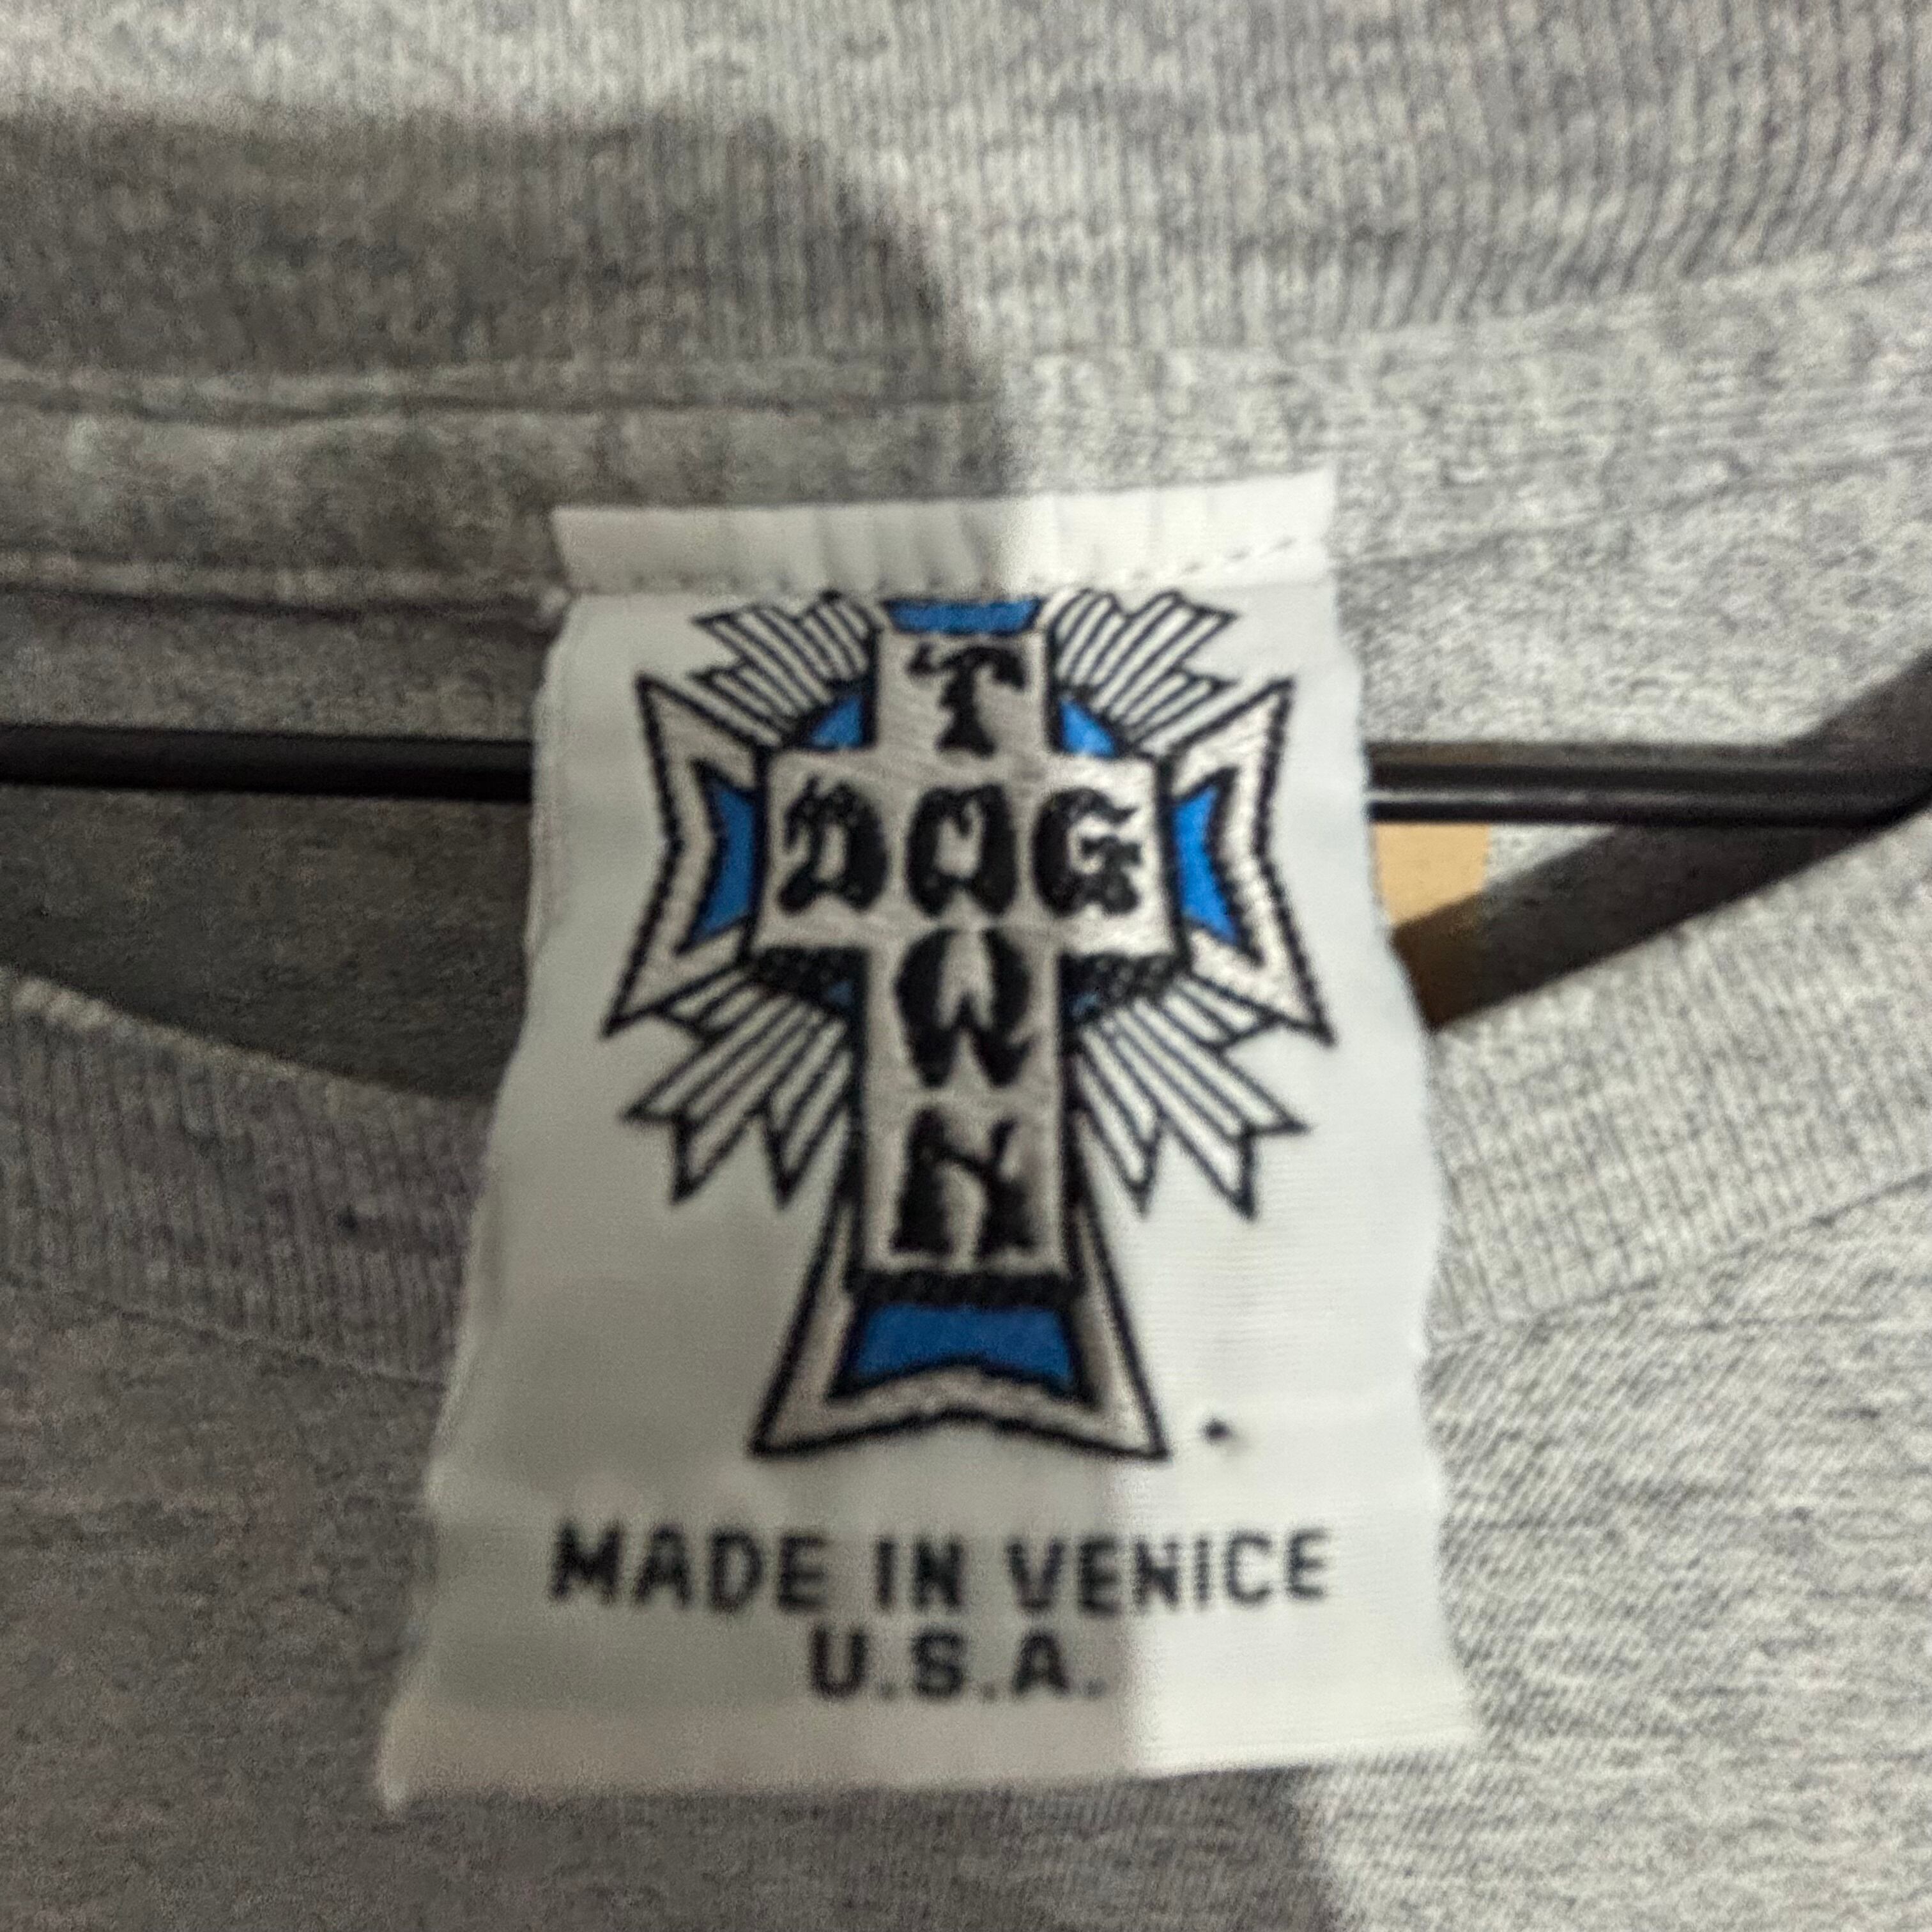 DOG
TOWN
MADE IN VENICE
U.S.A.